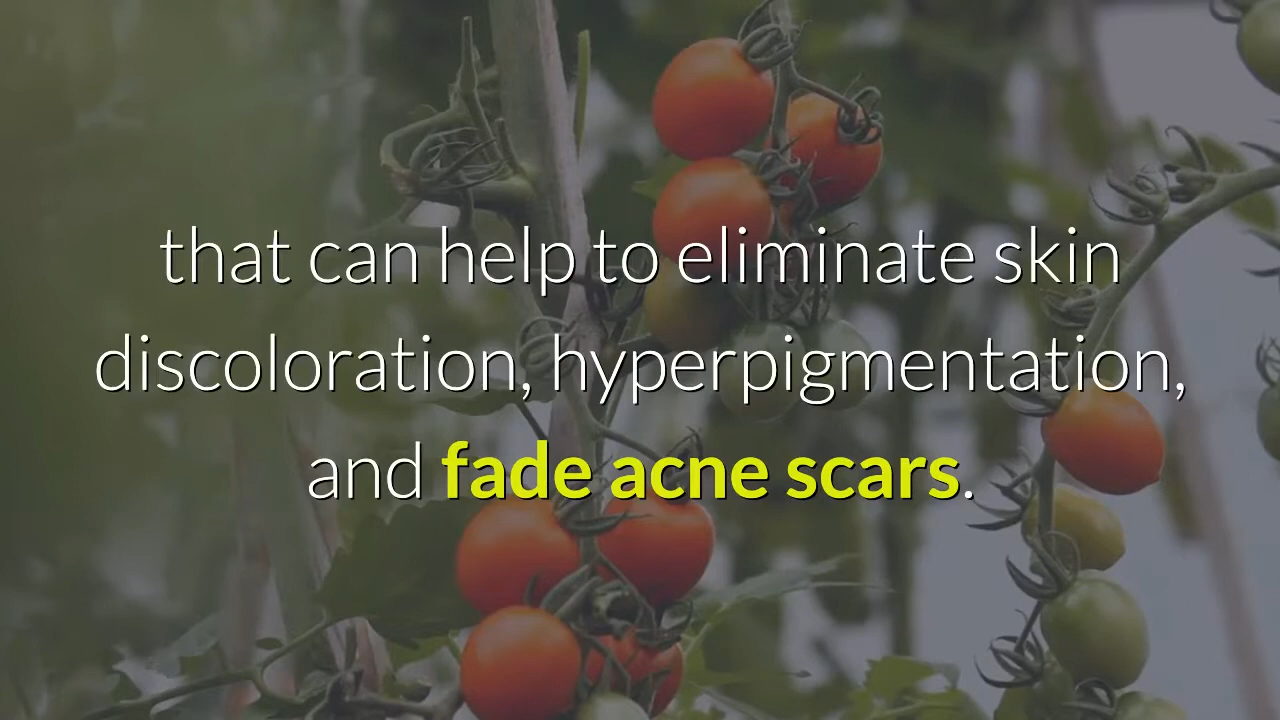 that can help to eliminate skin
discoloration, hyperpigmentation,
and fade acne scars.